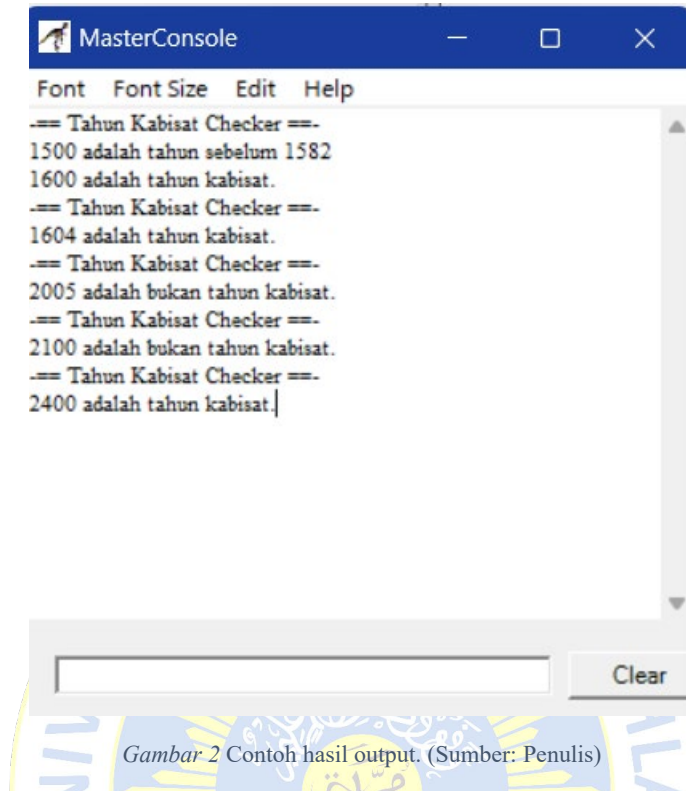 MasterConsole
Font Font Size Edit Help
-== Tahun Kabisat Checker ==-
1500 adalah tahun sebelum 1582
1600 adalah tahun kabisat.
-== Tahun Kabisat Checker ==-
1604 adalah tahun kabisat.
-== Tahun Kabisat Checker ==-
2005 adalah bukan tahun kabisat.
-== Tahun Kabisat Checker ==-
2100 adalah bukan tahun kabisat.
-== Tahun Kabisat Checker ==-
2400 adalah tahun kabisat.
Clear
Gambar 2 Contoh hasil output. (Sumber: Penulis)